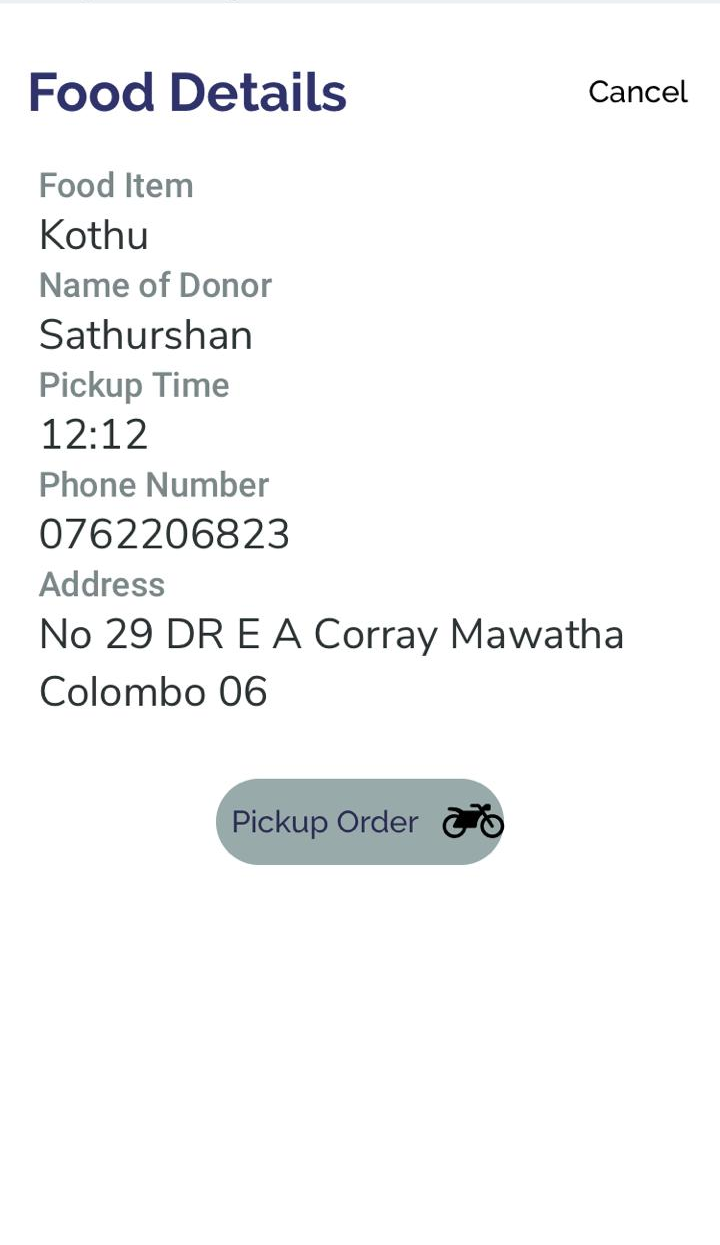 Food Details
Cancel
Food Item
Kothu
Name of Donor
Sathurshan
Pickup Time
12:12
Phone Number
0762206823
Address
No 29 DR E A Corray Mawatha
Colombo 06
Pickup Order